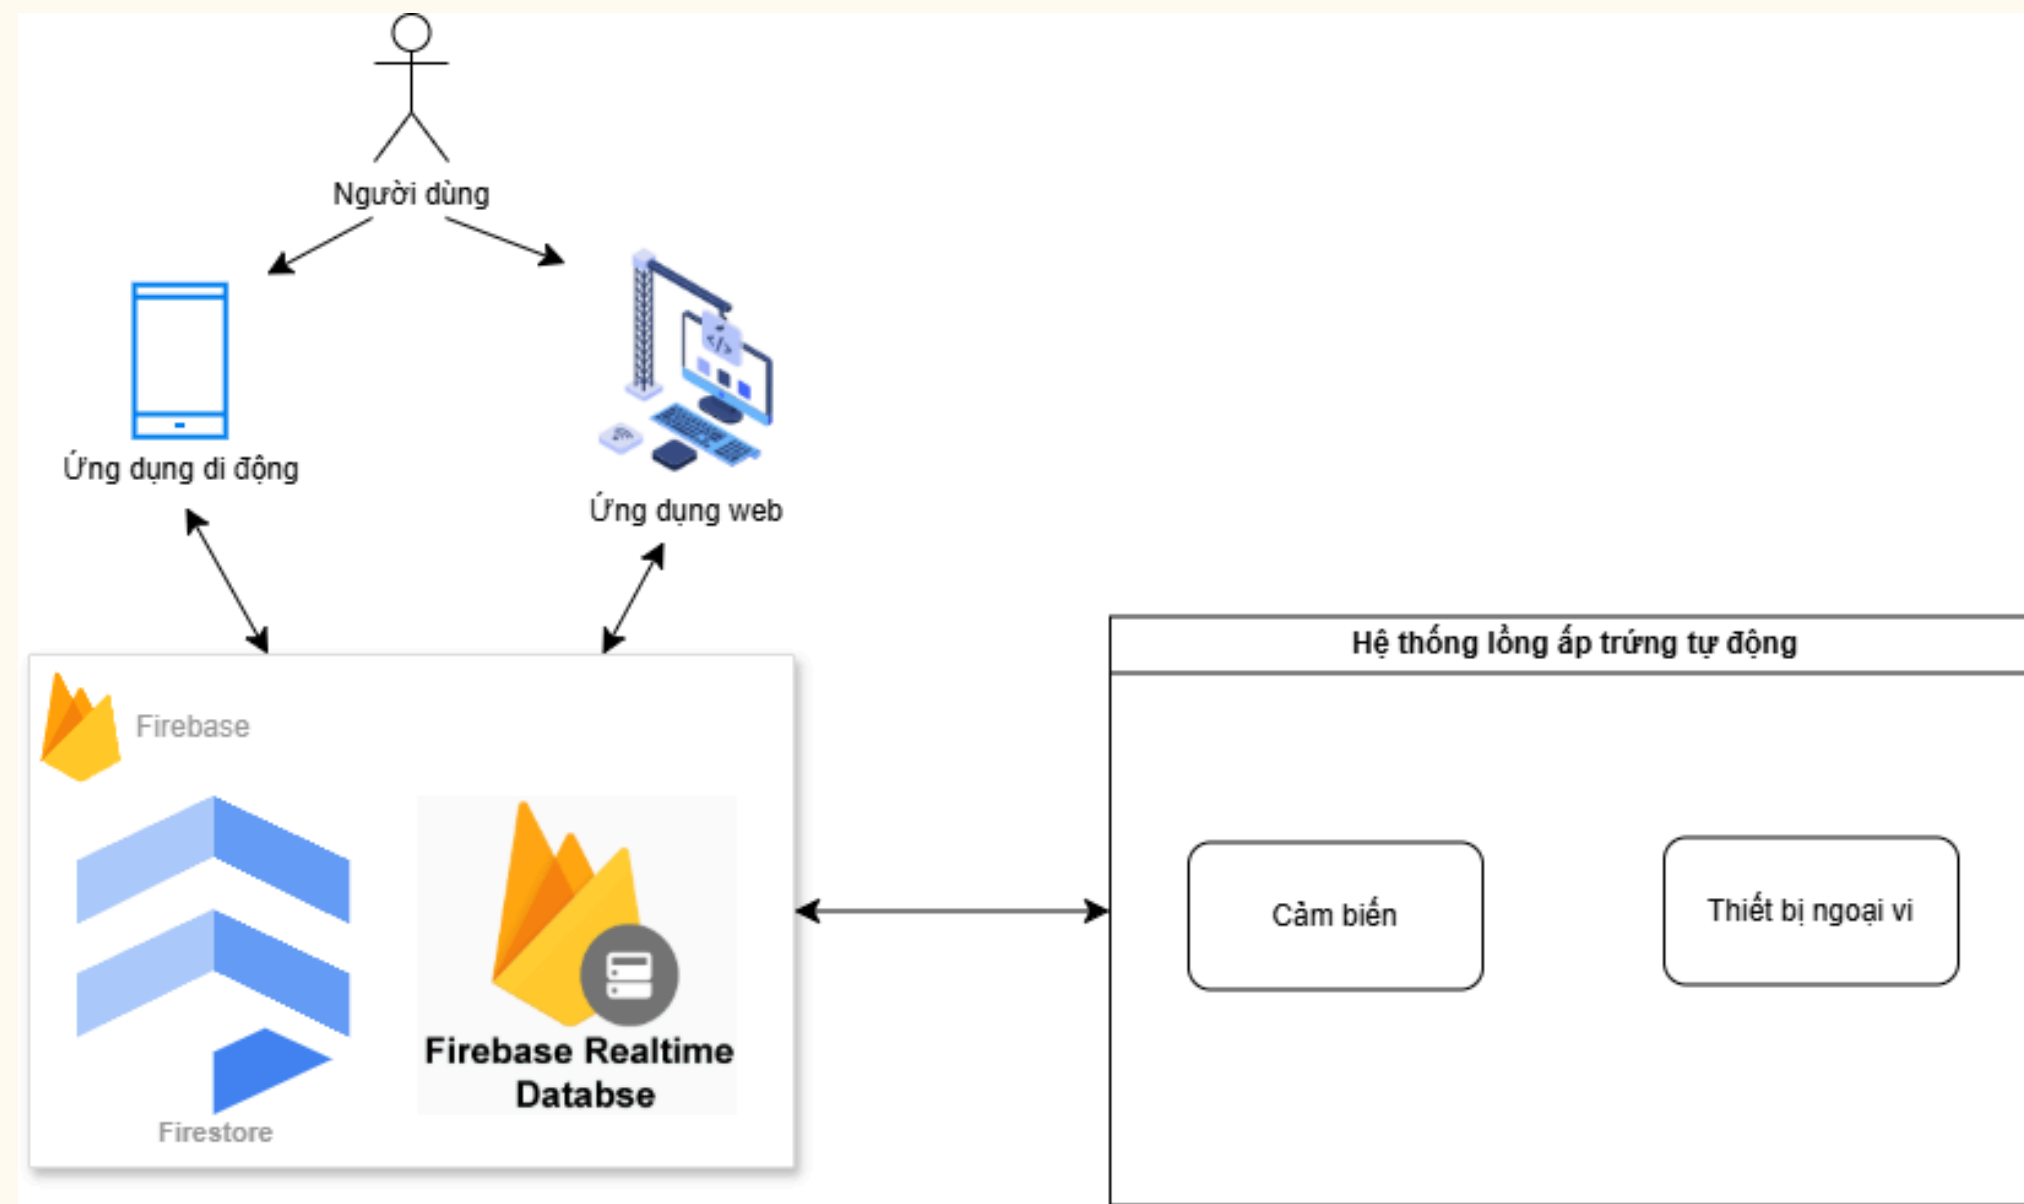 Người dùng
Ứng dụng di động
Ứng dụng web
Firebase
Firestore
Firebase Realtime
Databse
Hệ thống lồng ấp trứng tự động
Cảm biến
Thiết bị ngoại vi